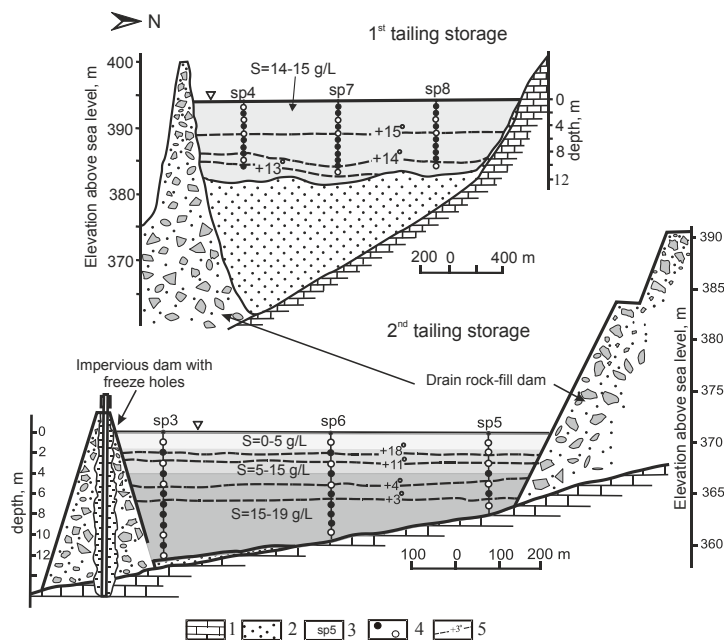 N
1st tailing storage
400
390
380
370
Elevation above sea level, m
S=14-15 g/L
sp4
sp7
sp8
+15°
+14°
+13°
0
4
8
12
depth, m
200 0 400 m
2nd tailing storage
Impervious dam with
freeze holes
Drain rock-fill dam
390
385
380
375
370
365
360
Elevation above sea level, m
0
2
4
6
8
10
12
depth, m
sp3
sp6
sp5
S=0-5 g/L
+18°
+11°
S=5-15 g/L
+4°
+3°
S=15-19 g/L
100 0 100 200 m
1 2 sp5 3 4 +3° 5